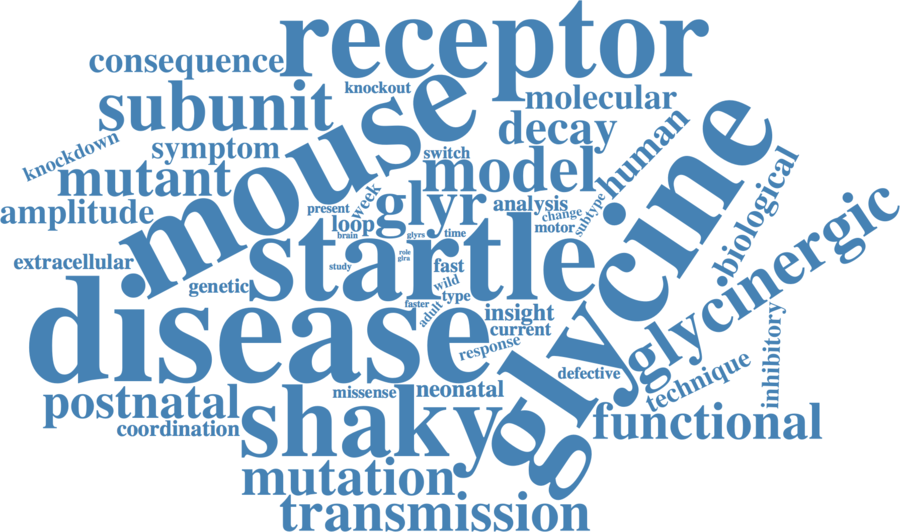 receptor
consequence
knockout
subunit
molecular
mouse
decay
knockdown
symptom
switch
human
glycine
model
mutant
week
glyr
analysis
biological
amplitude
present
loop
change
subtype
motor
brain
glyrs
time
startle
role
glra
glycinergic
extracellular
study
fast
genetic
wild
type
disease
faster
adult
insight
current
response
inhibitory
defective
technique
postnatal
shaky
missense
neonatal
coordination
functional
mutation
transmission